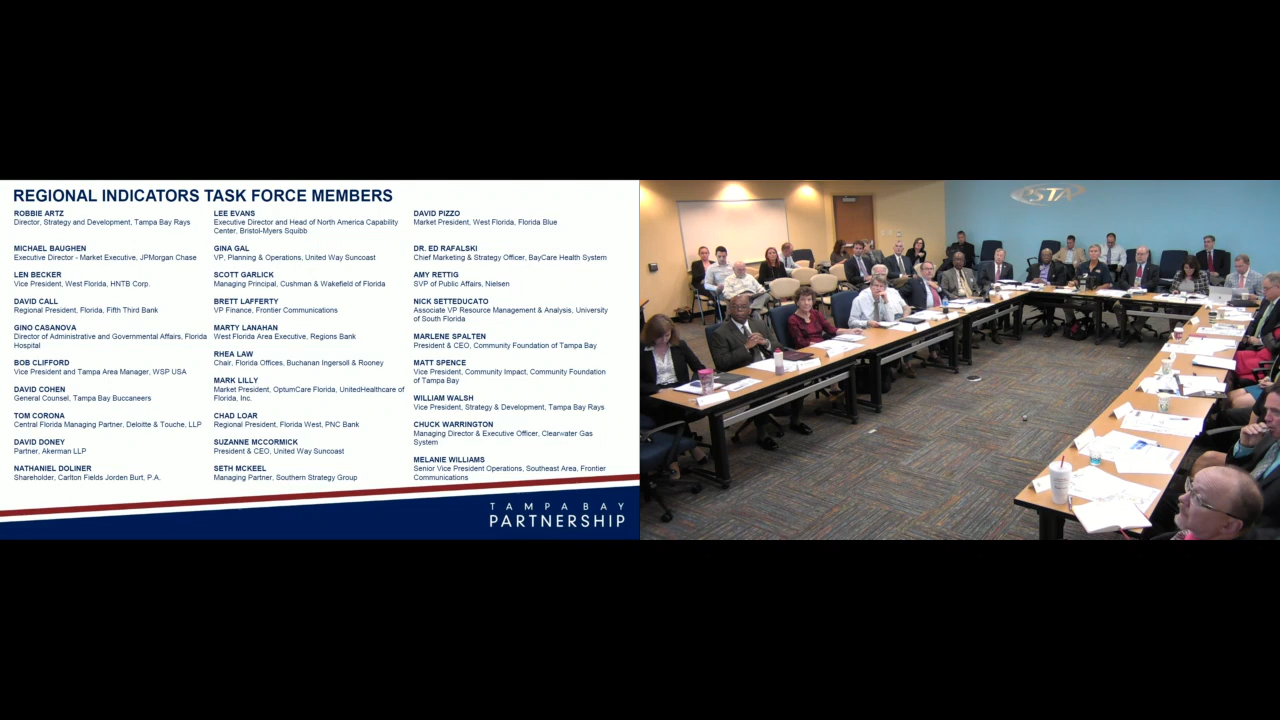 REGIONAL INDICATORS TASK FORCE MEMBERS
ROBBIE ARTZ
Director, Strategy and Development, Tampa Bay Rays
MICHAEL BAUGHEN
Executive Director - Market Executive, JPMorgan Chase
LEN BECKER
Vice President, West Florida, HNTB Corp.
DAVID CALL
Regional President, Florida, Fifth Third Bank
GINO CASANOVA
Director of Administrative and Governmental Affairs, Florida
Hospital
BOB CLIFFORD
Vice President and Tampa Area Manager, WSP USA
DAVID COHEN
General Counsel, Tampa Bay Buccaneers
TOM CORONA
Central Florida Managing Partner, Deloitte & Touche, LLP
DAVID DONEY
Partner, Akerman LLP
NATHANIEL DOLINER
Shareholder, Carlton Fields Jorden Burt, P.A.
LEE EVANS
Executive Director and Head of North America Capability
Center, Bristol-Myers Squibb
GINA GAL
VP, Planning & Operations, United Way Suncoast
SCOTT GARLICK
Managing Principal, Cushman & Wakefield of Florida
BRETT LAFFERTY
VP Finance, Frontier Communications
MARTY LANAHAN
West Florida Area Executive, Regions Bank
RHEA LAW
Chair, Florida Offices, Buchanan Ingersoll & Rooney
MARK LILLY
Market President, OptumCare Florida, UnitedHealthcare of
Florida, Inc.
CHAD LOAR
Regional President, Florida West, PNC Bank
SUZANNE MCCORMICK
President & CEO, United Way Suncoast
SETH MCKEEL
Managing Partner, Southern Strategy Group
DAVID PIZZO
Market President, West Florida, Florida Blue
DR. ED RAFALSKI
Chief Marketing & Strategy Officer, BayCare Health System
AMY RETTIG
SVP of Public Affairs, Nielsen
NICK SETTEDUCATO
Associate VP Resource Management & Analysis, University
of South Florida
MARLENE SPALTEN
President & CEO, Community Foundation of Tampa Bay
MATT SPENCE
Vice President, Community Impact, Community Foundation
of Tampa Bay
WILLIAM WALSH
Vice President, Strategy & Development, Tampa Bay Rays
CHUCK WARRINGTON
Managing Director & Executive Officer, Clearwater Gas
System
MELANIE WILLIAMS
Senior Vice President Operations, Southeast Area, Frontier
Communications
TAMPA BAY
PARTNERSHIP
PSTA